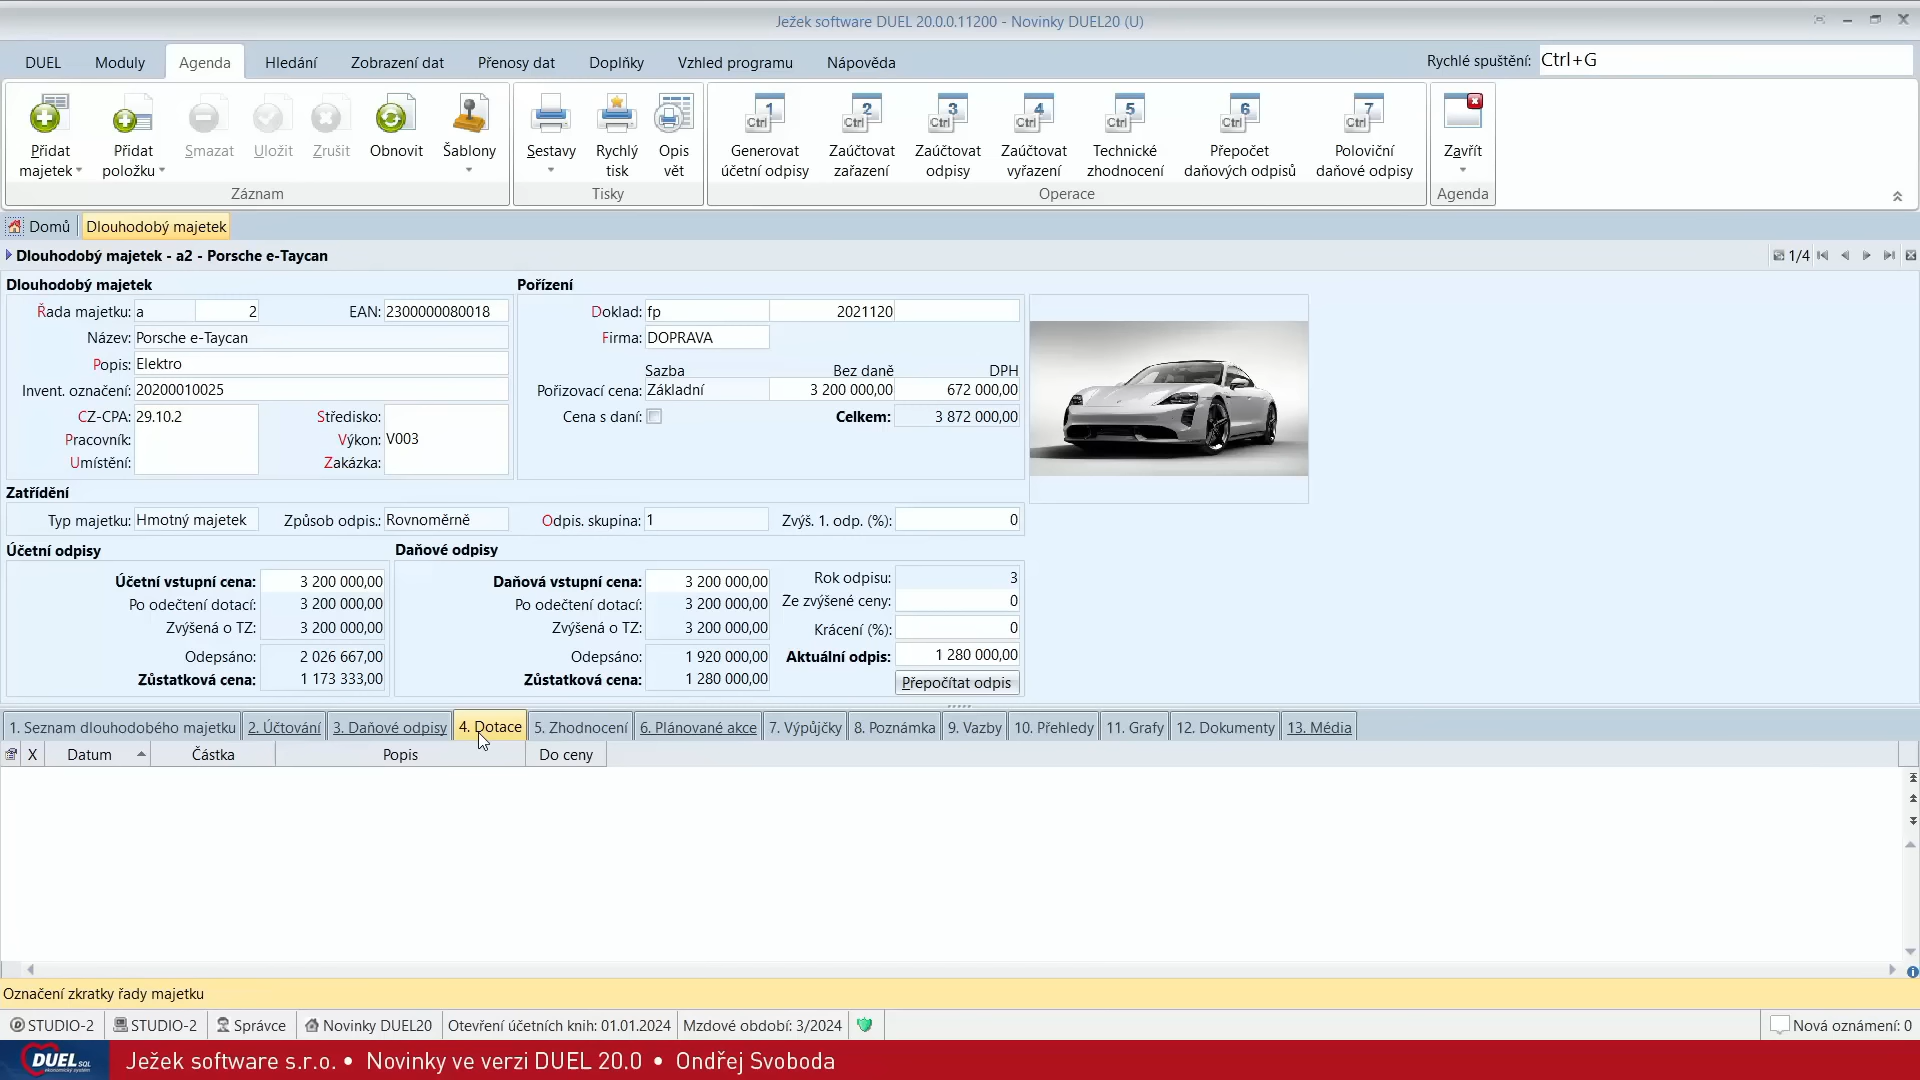 Ježek software DUEL 20.0.0.11200 - Novinky DUEL20 (U)
DUEL Moduly Agenda Hledání Zobrazení dat Přenosy dat Doplňky Vzhled programu Nápověda Rychlé spuštění: Ctrl+G
1 2 3 4 5 6 7
Ctrl Ctrl Ctrl Ctrl Ctrl Ctrl Ctrl
Přidat majetek Přidat položku Smazat Uložit Zrušit Obnovit Šablony Sestavy Rychlý tisk Opis vět Generovat účetní odpisy Zaúčtovat zařazení Zaúčtovat odpisy Zaúčtovat vyřazení Technické zhodnocení Přepočet daňových odpisů Poloviční daňové odpisy Zavřít
Záznam Tisky Operace Agenda
Domů Dlouhodobý majetek
Dlouhodobý majetek - a2 - Porsche e-Taycan 1/4
Dlouhodobý majetek Pořízení
Řada majetku: a 2 EAN: 2300000080018 Doklad: fp 2021120
Název: Porsche e-Taycan Firma: DOPRAVA
Popis: Elektro Sazba Bez daně DPH
Invent. označení: 20200010025 Pořizovací cena: Základní 3 200 000,00 672 000,00
CZ-CPA: 29.10.2 Středisko: Cena s daní: Celkem: 3 872 000,00
Pracovník: Výkon: V003
Umístění: Zakázka:
Zatřídění
Typ majetku: Hmotný majetek Způsob odpis.: Rovnoměrně Odpis. skupina: 1 Zvýš. 1. odp. (%): 0
Účetní odpisy Daňové odpisy
Účetní vstupní cena: 3 200 000,00 Daňová vstupní cena: 3 200 000,00 Rok odpisu: 3
Po odečtení dotací: 3 200 000,00 Po odečtení dotací: 3 200 000,00 Ze zvýšené ceny: 0
Zvýšená o TZ: 3 200 000,00 Zvýšená o TZ: 3 200 000,00 Krácení (%): 0
Odepsáno: 2 026 667,00 Odepsáno: 1 920 000,00 Aktuální odpis: 1 280 000,00
Zůstatková cena: 1 173 333,00 Zůstatková cena: 1 280 000,00 Přepočítat odpis
1. Seznam dlouhodobého majetku 2. Účtování 3. Daňové odpisy 4. Dotace 5. Zhodnocení 6. Plánované akce 7. Výpůjčky 8. Poznámka 9. Vazby 10. Přehledy 11. Grafy 12. Dokumenty 13. Média
X Datum Částka Popis Do ceny
Označení zkratky řady majetku
STUDIO-2 STUDIO-2 Správce Novinky DUEL20 Otevření účetních knih: 01.01.2024 Mzdové období: 3/2024 Nová oznámení: 0
DUEL SQL Ježek software s.r.o. • Novinky ve verzi DUEL 20.0 • Ondřej Svoboda